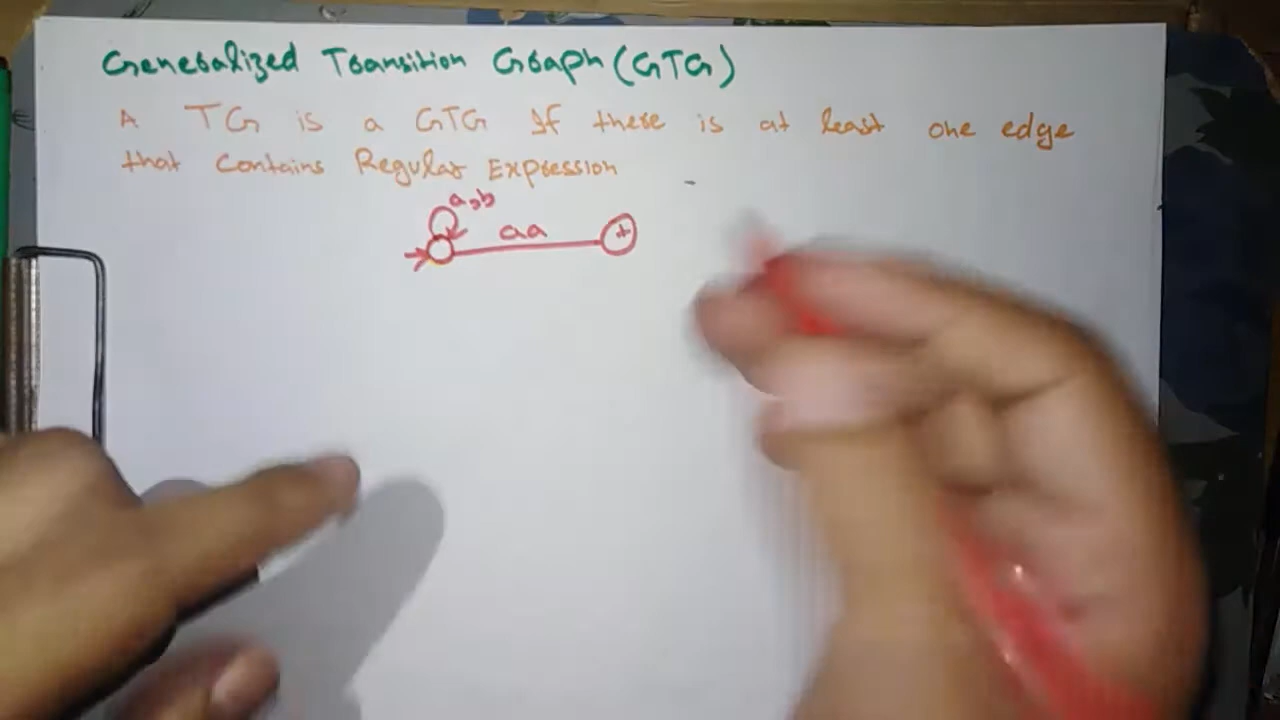 Generalized Transition Graph (GTG)
A TG is a GTG If there is at least one edge
that Contains Regular Expression
a,b
aa
+